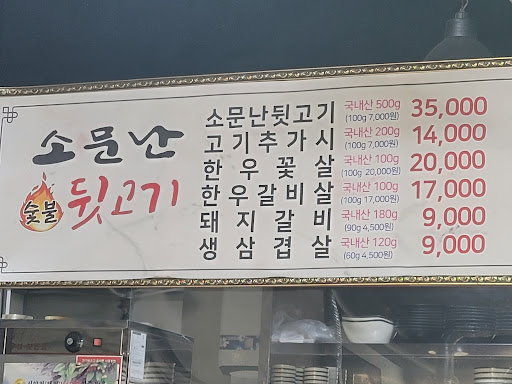 소문난
숯불
뒷고기
소문난뒷고기 국내산 500g (100g 7,000원) 35,000
고기추가시 국내산 200g (100g 7,000원) 14,000
한우꽃살 국내산 100g (100g 20,000원) 20,000
한우갈비살 국내산 100g (100g 17,000원) 17,000
돼지갈비 국내산 180g (90g 4,500원) 9,000
생삼겹살 국내산 120g (60g 4,500원) 9,000